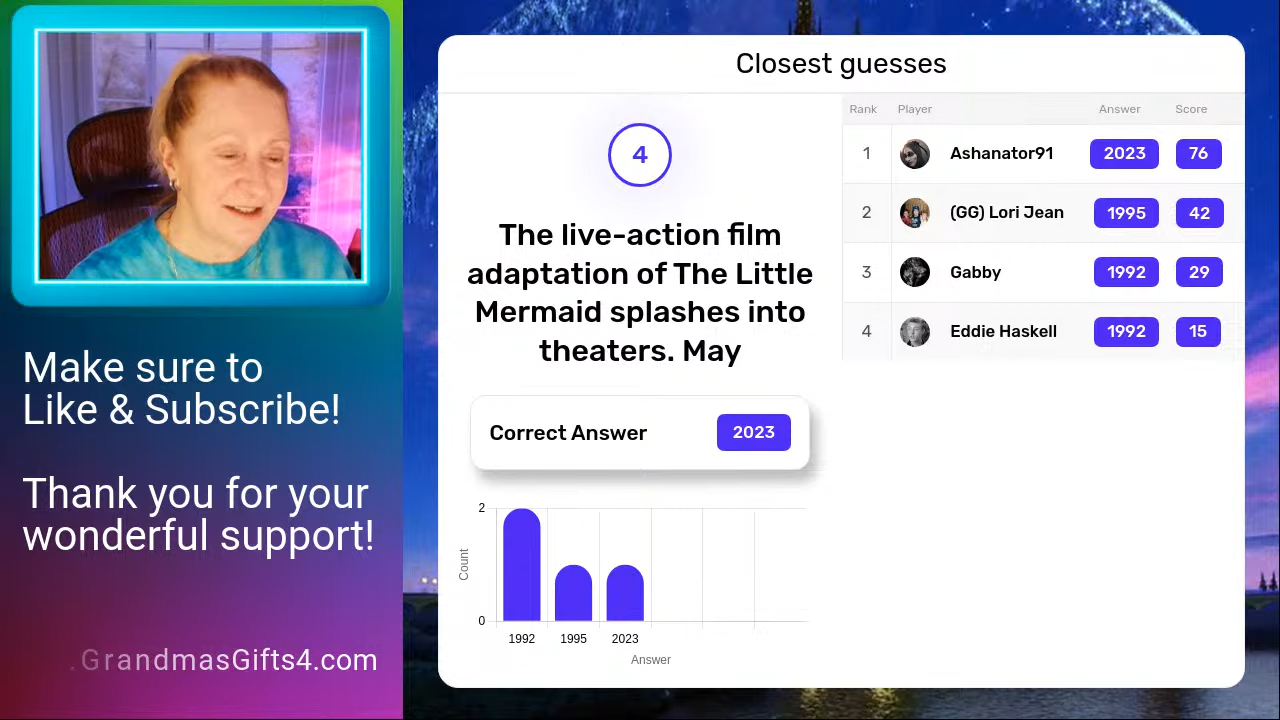 Make sure to
Like & Subscribe!
Thank you for your
wonderful support!
.GrandmasGifts4.com
Closest guesses
4
The live-action film
adaptation of The Little
Mermaid splashes into
theaters. May
Correct Answer 2023
2
Count
0
1992 1995 2023
Answer
Rank Player Answer Score
1 Ashanator91 2023 76
2 (GG) Lori Jean 1995 42
3 Gabby 1992 29
4 Eddie Haskell 1992 15